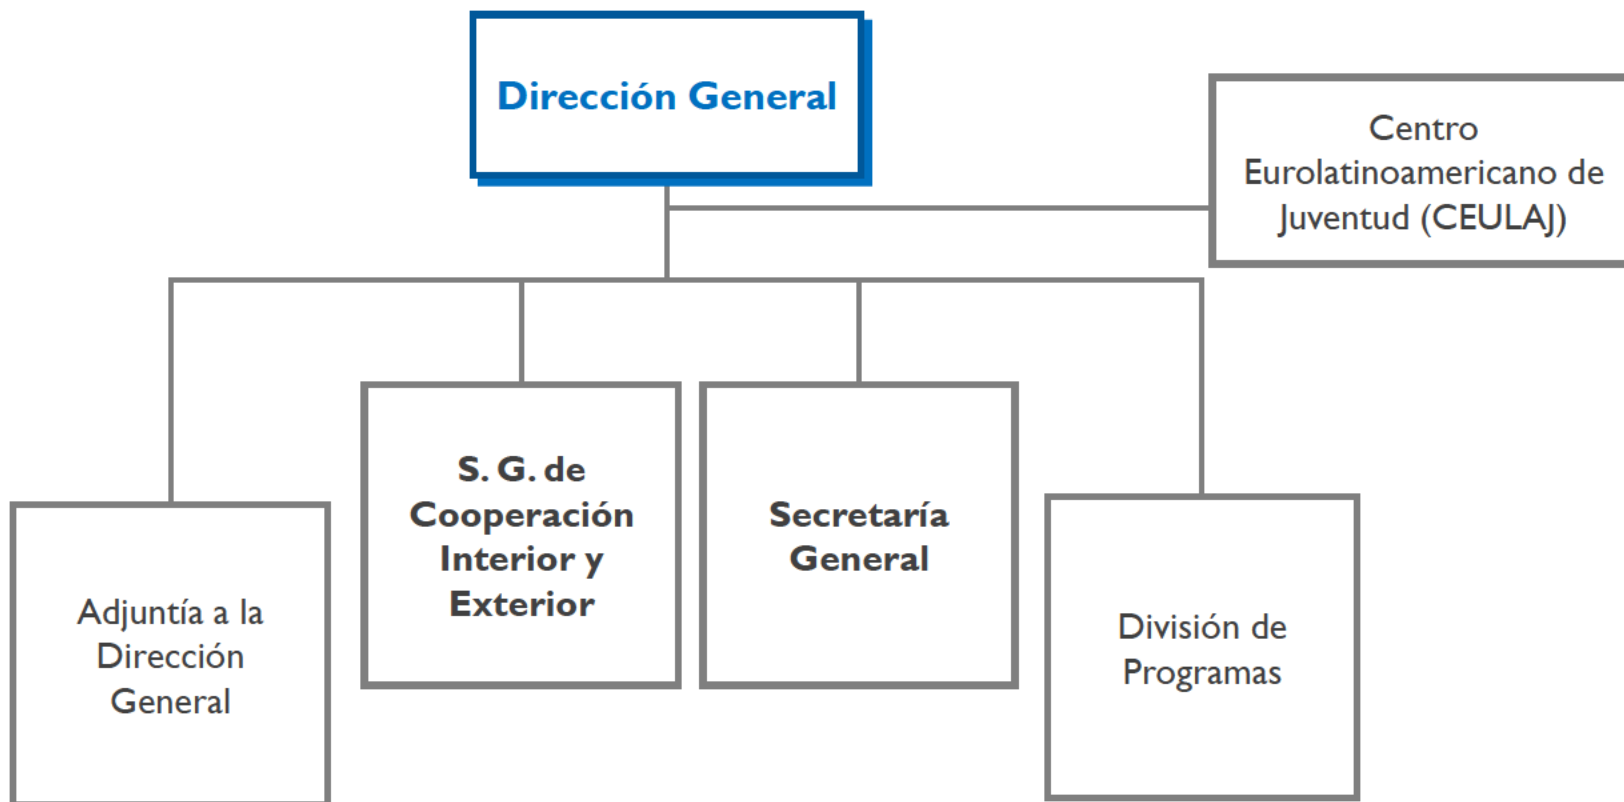 Dirección General
Centro
Eurolatinoamericano de
Juventud (CEULAJ)
S. G. de
Cooperación
Interior y
Exterior
Secretaría
General
Adjuntía a la
Dirección
General
División de
Programas